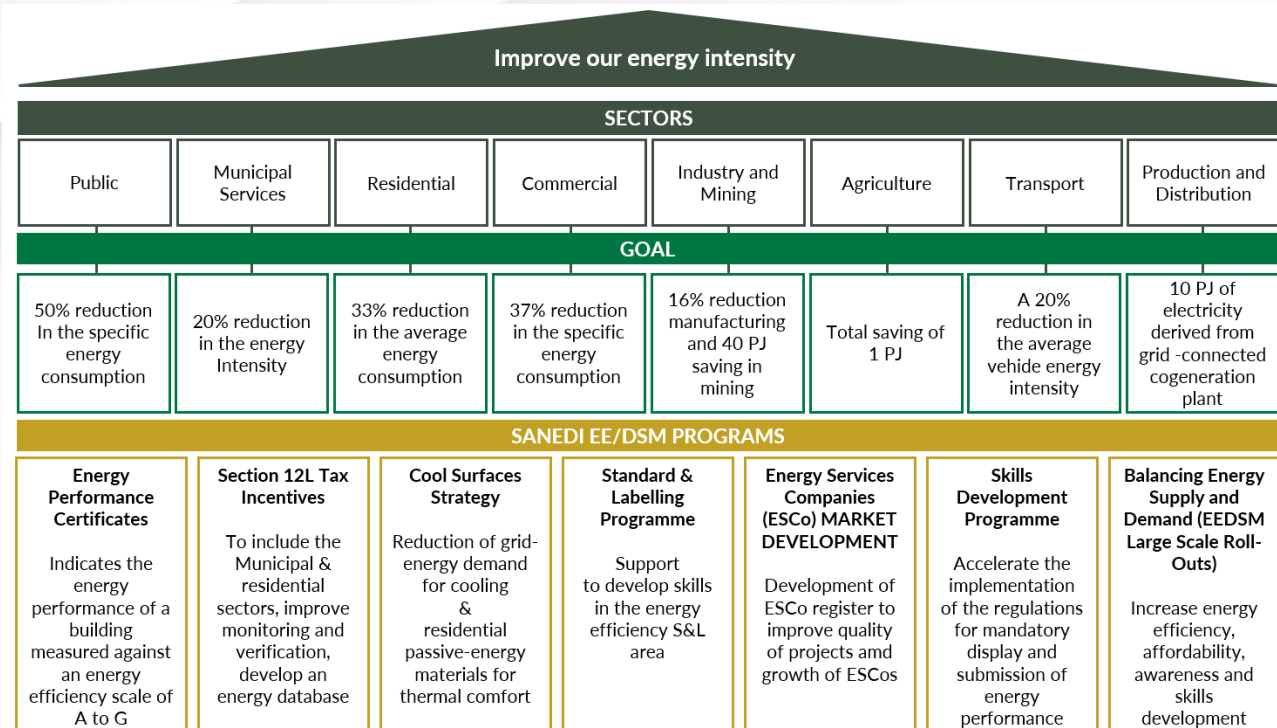 Improve our energy intensity
SECTORS
Public
Municipal
Services
Residential
Commercial
Industry and
Mining
Agriculture
Transport
Production and
Distribution
GOAL
50% reduction
In the specific
energy
consumption
20% reduction
in the energy
Intensity
33% reduction
in the average
energy
consumption
37% reduction
in the specific
energy
consumption
16% reduction
manufacturing
and 40 PJ
saving in
mining
Total saving of
1 PJ
A 20%
reduction in
the average
vehide energy
intensity
10 PJ of
electricity
derived from
grid -connected
cogeneration
plant
SANEDI EE/DSM PROGRAMS
Energy
Performance
Certificates
Indicates the
energy
performance of a
building
measured against
an energy
efficiency scale of
A to G
Section 12L Tax
Incentives
To include the
Municipal &
residential
sectors, improve
monitoring and
verification,
develop an
energy database
Cool Surfaces
Strategy
Reduction of grid-
energy demand
for cooling
&
residential
passive-energy
materials for
thermal comfort
Standard &
Labelling
Programme
Support
to develop skills
in the energy
efficiency S&L
area
Energy Services
Companies
(ESCo) MARKET
DEVELOPMENT
Development of
ESCo register to
improve quality
of projects amd
growth of ESCos
Skills
Development
Programme
Accelerate the
implementation
of the regulations
for mandatory
display and
submission of
energy
performance
Balancing Energy
Supply and
Demand (EEDSM
Large Scale Roll-
Outs)
Increase energy
efficiency,
affordability,
awareness and
skills
development